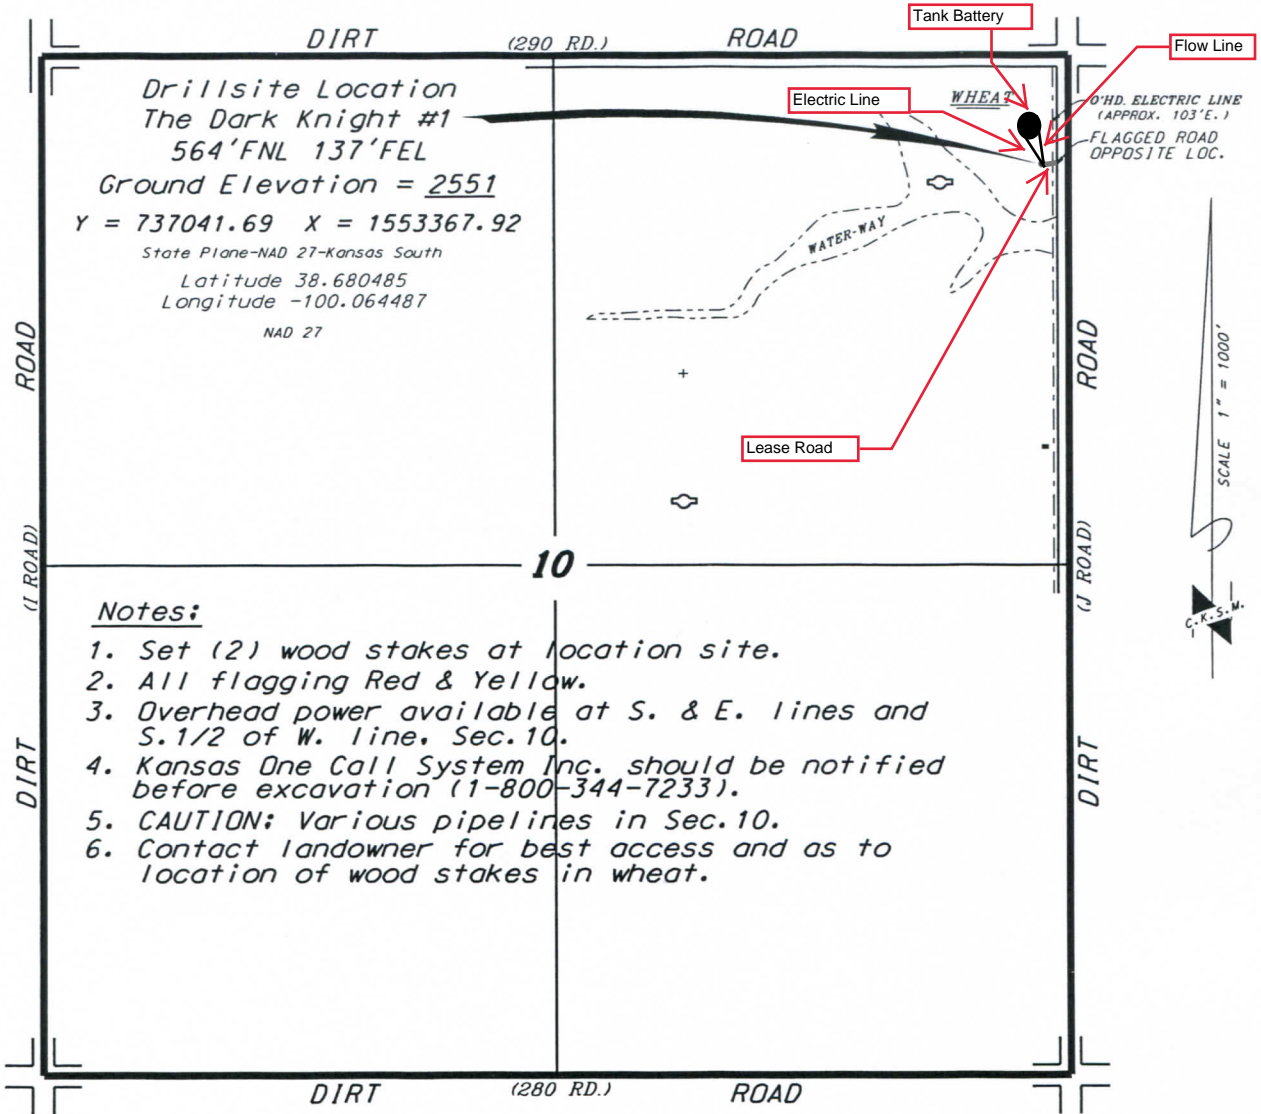 Tank Battery
DIRT (290 RD.) ROAD
Flow Line
Drillsite Location
The Dark Knight #1
564'FNL 137'FEL
Ground Elevation = 2551
Y = 737041.69 X = 1553367.92
State Plane-NAD 27-Kansas South
Latitude 38.680485
Longitude -100.064487
NAD 27
Electric Line
WHEAT
O'HD. ELECTRIC LINE
(APPROX. 103'E.)
FLAGGED ROAD
OPPOSITE LOC.
WATER-WAY
ROAD
ROAD
SCALE 1" = 1000'
Lease Road
(I ROAD)
10
(J ROAD)
C.K.S.M.
Notes:
1. Set (2) wood stakes at location site.
2. All flagging Red & Yellow.
3. Overhead power available at S. & E. lines and
S.1/2 of W. line, Sec.10.
4. Kansas One Call System Inc. should be notified
before excavation (1-800-344-7233).
5. CAUTION: Various pipelines in Sec.10.
6. Contact landowner for best access and as to
location of wood stakes in wheat.
DIRT
DIRT
DIRT (280 RD.) ROAD